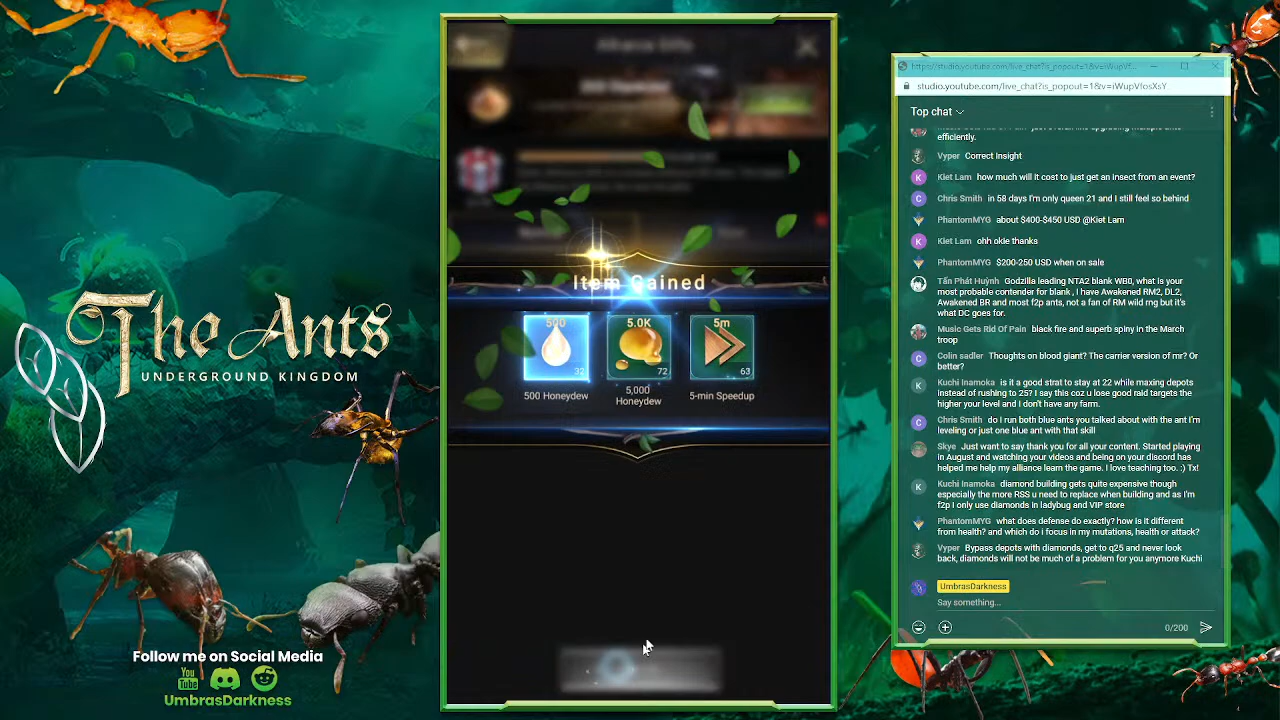 The Ants
UNDERGROUND KINGDOM
Follow me on Social Media
You
Tube
UmbrasDarkness
Item Gained
500
32
5.0K
72
5m
63
500 Honeydew
5,000
Honeydew
5-min Speedup
studio.youtube.com/live_chat?is_popout=1&v=iWupVfosXsY
Top chat
efficiently.
Vyper Correct Insight
Kiet Lam how much will it cost to just get an insect from an event?
Chris Smith in 58 days I'm only queen 21 and I still feel so behind
PhantomMYG about $400-$450 USD @Kiet Lam
Kiet Lam ohh okie thanks
PhantomMYG $200-250 USD when on sale
Tấn Phát Huỳnh Godzilla leading NTA2 blank WB0, what is your
most probable contender for blank , I have Awakened RM2, DL2,
Awakened BR and most f2p ants, not a fan of RM wild rng but it's
what DC goes for.
Music Gets Rid Of Pain black fire and superb spiny in the March
troop
Colin sadler Thoughts on blood giant? The carrier version of mr? Or
better?
Kuchi Inamoka is it a good strat to stay at 22 while maxing depots
instead of rushing to 25? I say this coz u lose good raid targets the
higher your level and I don't have any farm.
Chris Smith do I run both blue ants you talked about with the ant I'm
leveling or just one blue ant with that skill
Skye Just want to say thank you for all your content. Started playing
in August and watching your videos and being on your discord has
helped me help my alliance learn the game. I love teaching too. :) Tx!
Kuchi Inamoka diamond building gets quite expensive though
especially the more RSS u need to replace when building and as I'm
f2p I only use diamonds in ladybug and VIP store
PhantomMYG what does defense do exactly? how is it different
from health? and which do i focus in my mutations, health or attack?
Vyper Bypass depots with diamonds, get to q25 and never look
back, diamonds will not be much of a problem for you anymore Kuchi
UmbrasDarkness
Say something...
0/200